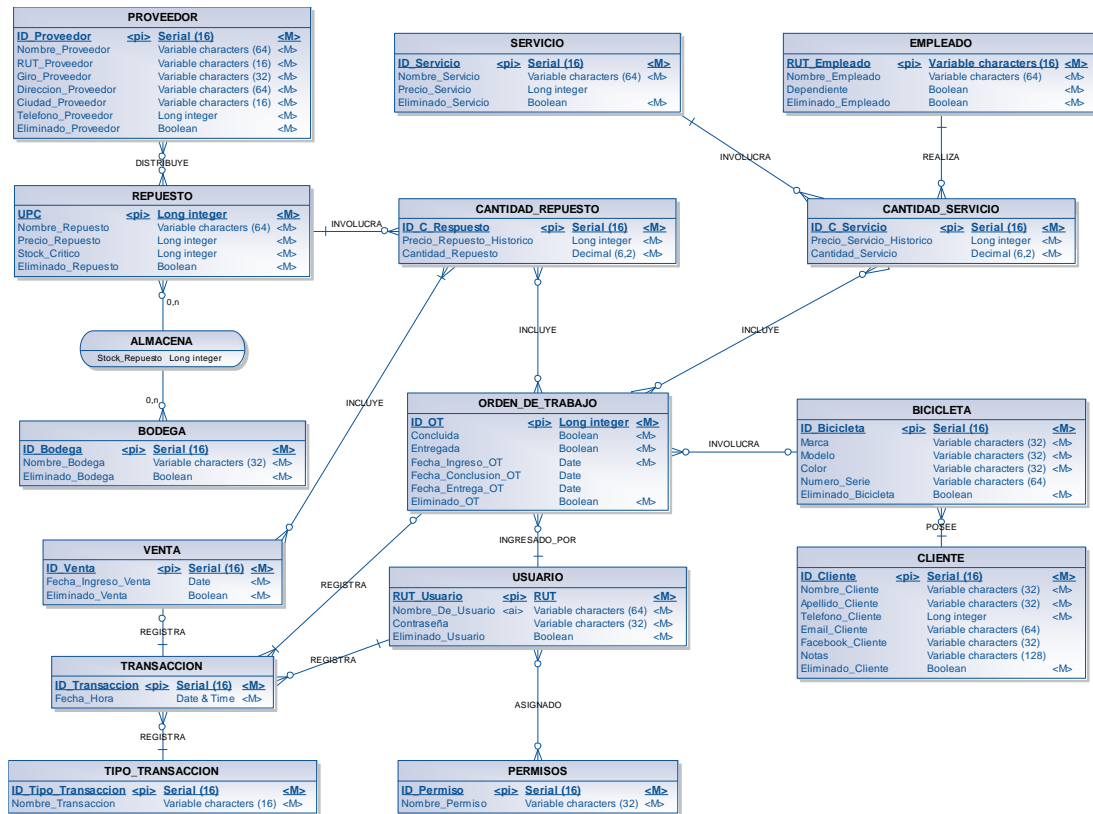 PROVEEDOR
ID_Proveedor <pi> Serial (16) <M>
Nombre_Proveedor Variable characters (64) <M>
RUT_Proveedor Variable characters (16) <M>
Giro_Proveedor Variable characters (32) <M>
Direccion_Proveedor Variable characters (64) <M>
Ciudad_Proveedor Variable characters (16) <M>
Telefono_Proveedor Long integer <M>
Eliminado_Proveedor Boolean <M>
SERVICIO
ID_Servicio <pi> Serial (16) <M>
Nombre_Servicio Variable characters (64) <M>
Precio_Servicio Long integer
Eliminado_Servicio Boolean <M>
EMPLEADO
RUT_Empleado <pi> Variable characters (16) <M>
Nombre_Empleado Variable characters (64) <M>
Dependiente Boolean <M>
Eliminado_Empleado Boolean <M>
DISTRIBUYE
INVOLUCRA
REALIZA
REPUESTO
UPC <pi> Long integer <M>
Nombre_Repuesto Variable characters (64) <M>
Precio_Repuesto Long integer <M>
Stock_Critico Long integer <M>
Eliminado_Repuesto Boolean <M>
INVOLUCRA
CANTIDAD_REPUESTO
ID_C_Respuesto <pi> Serial (16) <M>
Precio_Repuesto_Historico Long integer <M>
Cantidad_Repuesto Decimal (6,2) <M>
CANTIDAD_SERVICIO
ID_C_Servicio <pi> Serial (16) <M>
Precio_Servicio_Historico Long integer <M>
Cantidad_Servicio Decimal (6,2) <M>
0,n
ALMACENA
Stock_Repuesto Long integer
0,n
INCLUYE
INCLUYE
INCLUYE
BODEGA
ID_Bodega <pi> Serial (16) <M>
Nombre_Bodega Variable characters (32) <M>
Eliminado_Bodega Boolean <M>
ORDEN_DE_TRABAJO
ID_OT <pi> Long integer <M>
Concluida Boolean <M>
Entregada Boolean <M>
Fecha_Ingreso_OT Date <M>
Fecha_Conclusion_OT Date
Fecha_Entrega_OT Date
Eliminado_OT Boolean <M>
INVOLUCRA
BICICLETA
ID_Bicicleta <pi> Serial (16) <M>
Marca Variable characters (32) <M>
Modelo Variable characters (32) <M>
Color Variable characters (32) <M>
Numero_Serie Variable characters (64)
Eliminado_Bicicleta Boolean <M>
POSEE
INGRESADO_POR
VENTA
ID_Venta <pi> Serial (16) <M>
Fecha_Ingreso_Venta Date <M>
Eliminado_Venta Boolean <M>
REGISTRA
REGISTRA
REGISTRA
USUARIO
RUT_Usuario <pi> RUT <M>
Nombre_De_Usuario <ai> Variable characters (64) <M>
Contraseña Variable characters (32) <M>
Eliminado_Usuario Boolean <M>
CLIENTE
ID_Cliente <pi> Serial (16) <M>
Nombre_Cliente Variable characters (32) <M>
Apellido_Cliente Variable characters (32) <M>
Telefono_Cliente Long integer <M>
Email_Cliente Variable characters (64)
Facebook_Cliente Variable characters (32)
Notas Variable characters (128)
Eliminado_Cliente Boolean <M>
TRANSACCION
ID_Transaccion <pi> Serial (16) <M>
Fecha_Hora Date & Time <M>
REGISTRA
ASIGNADO
TIPO_TRANSACCION
ID_Tipo_Transaccion <pi> Serial (16) <M>
Nombre_Transaccion Variable characters (16) <M>
PERMISOS
ID_Permiso <pi> Serial (16) <M>
Nombre_Permiso Variable characters (32) <M>